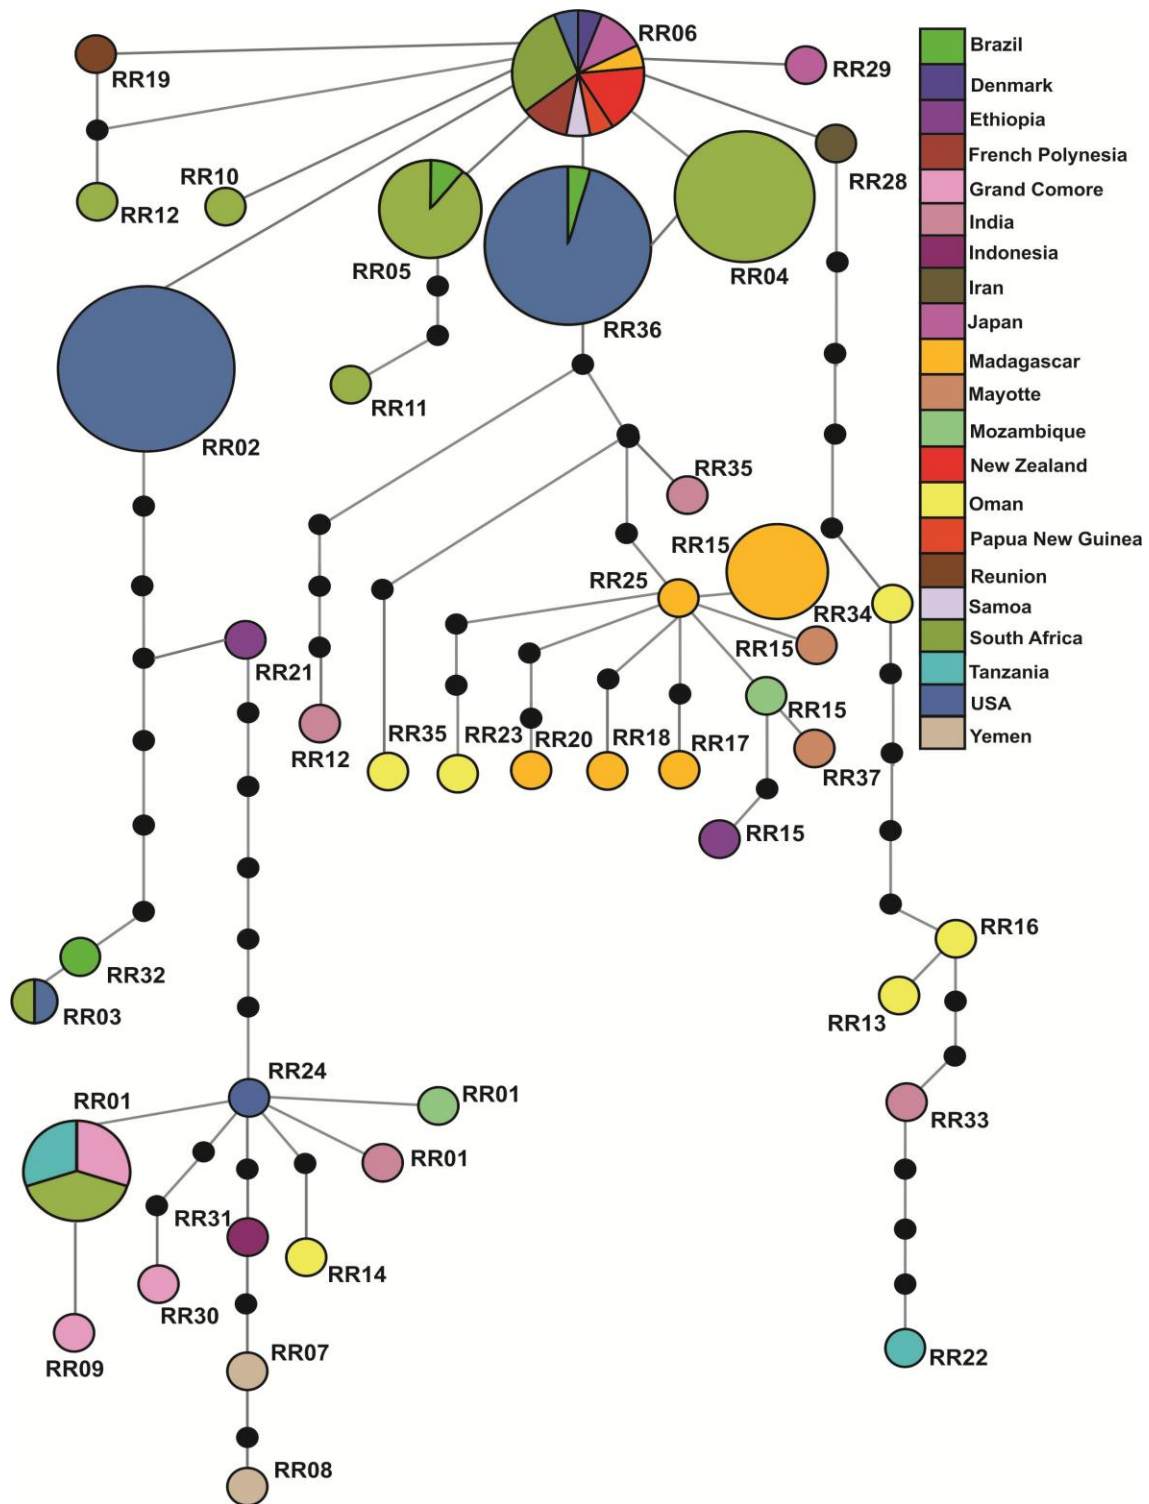 RR06
RR19
RR29
RR10
RR12
RR28
RR05
RR04
RR36
RR11
RR02
RR35
RR15
RR25
RR34
RR15
RR21
RR15
RR35
RR23
RR20
RR18
RR17
RR12
RR37
RR15
RR16
RR32
RR03
RR13
RR24
RR01
RR01
RR33
RR01
RR31
RR14
RR30
RR09
RR07
RR22
RR08
Brazil
Denmark
Ethiopia
French Polynesia
Grand Comore
India
Indonesia
Iran
Japan
Madagascar
Mayotte
Mozambique
New Zealand
Oman
Papua New Guinea
Reunion
Samoa
South Africa
Tanzania
USA
Yemen